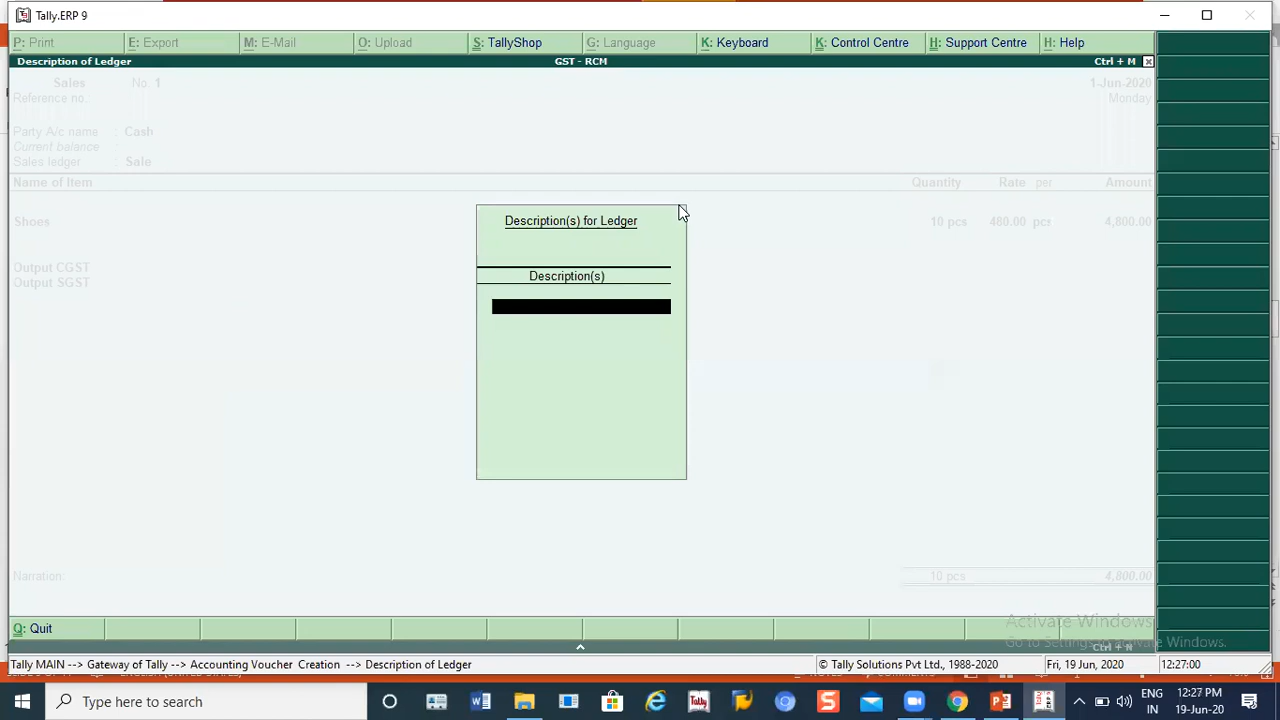 Tally.ERP 9
P: Print E: Export M: E-Mail O: Upload S: TallyShop G: Language K: Keyboard K: Control Centre H: Support Centre H: Help
Description of Ledger GST - RCM Ctrl + M
Sales No. 1 1-Jun-2020
Reference no. Monday
Party A/c name : Cash
Current balance :
Sales ledger : Sale
Name of Item Quantity Rate per Amount
Description(s) for Ledger
Shoes 10 pcs 480.00 pcs 4,800.00
Output CGST
Description(s)
Output SGST
Narration: 10 pcs 4,800.00
Activate Windows
Q: Quit
Go to Settings to activate Windows.
Ctrl + N
Tally MAIN --> Gateway of Tally --> Accounting Voucher Creation --> Description of Ledger © Tally Solutions Pvt Ltd., 1988-2020 Fri, 19 Jun, 2020 12:27:00
Type here to search
ENG 12:27 PM
IN 19-Jun-20